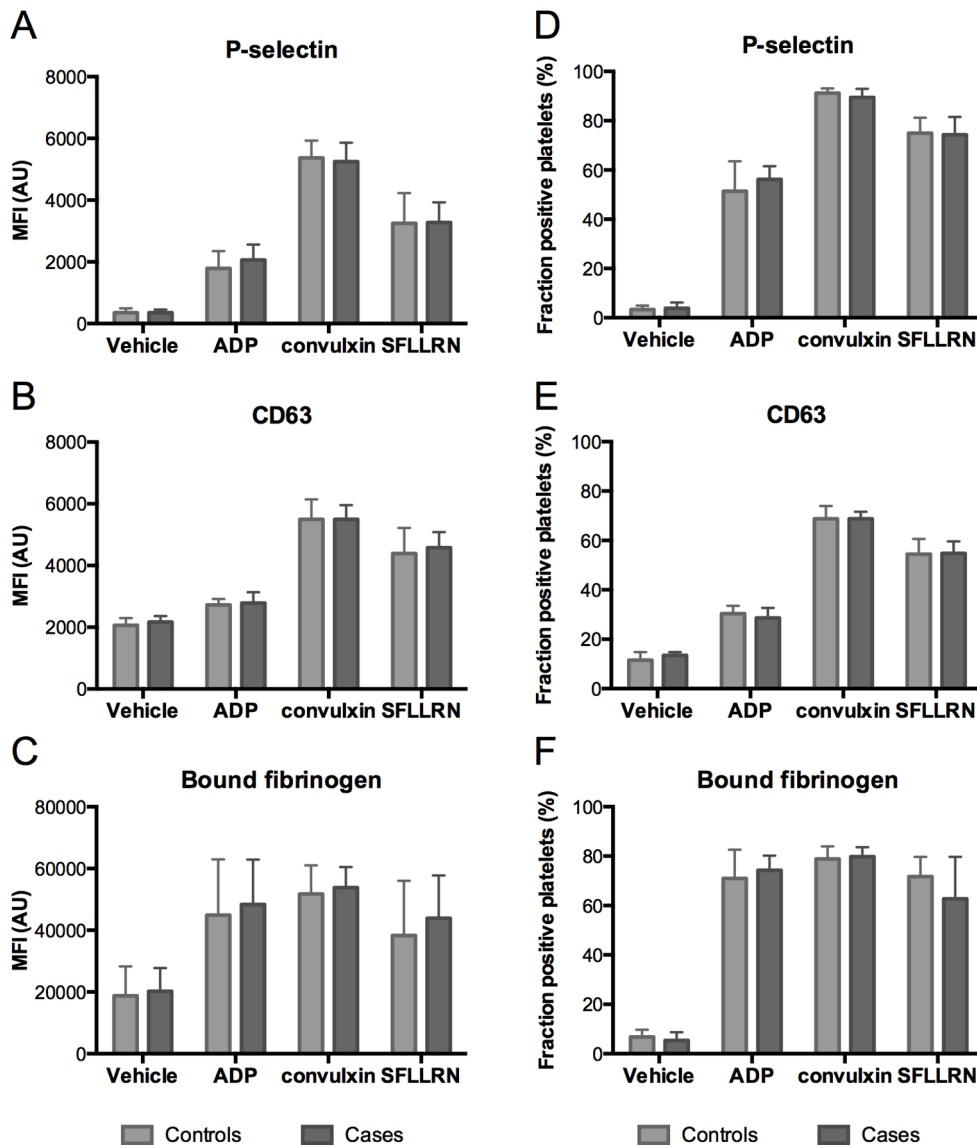 A
P-selectin
MFI (AU)
8000
6000
4000
2000
0
Vehicle ADP convulxin SFLLRN
B
CD63
MFI (AU)
8000
6000
4000
2000
0
Vehicle ADP convulxin SFLLRN
C
Bound fibrinogen
MFI (AU)
80000
60000
40000
20000
0
Vehicle ADP convulxin SFLLRN
Controls Cases
D
P-selectin
Fraction positive platelets (%)
100
80
60
40
20
0
Vehicle ADP convulxin SFLLRN
E
CD63
Fraction positive platelets (%)
100
80
60
40
20
0
Vehicle ADP convulxin SFLLRN
F
Bound fibrinogen
Fraction positive platelets (%)
100
80
60
40
20
0
Vehicle ADP convulxin SFLLRN
Controls Cases